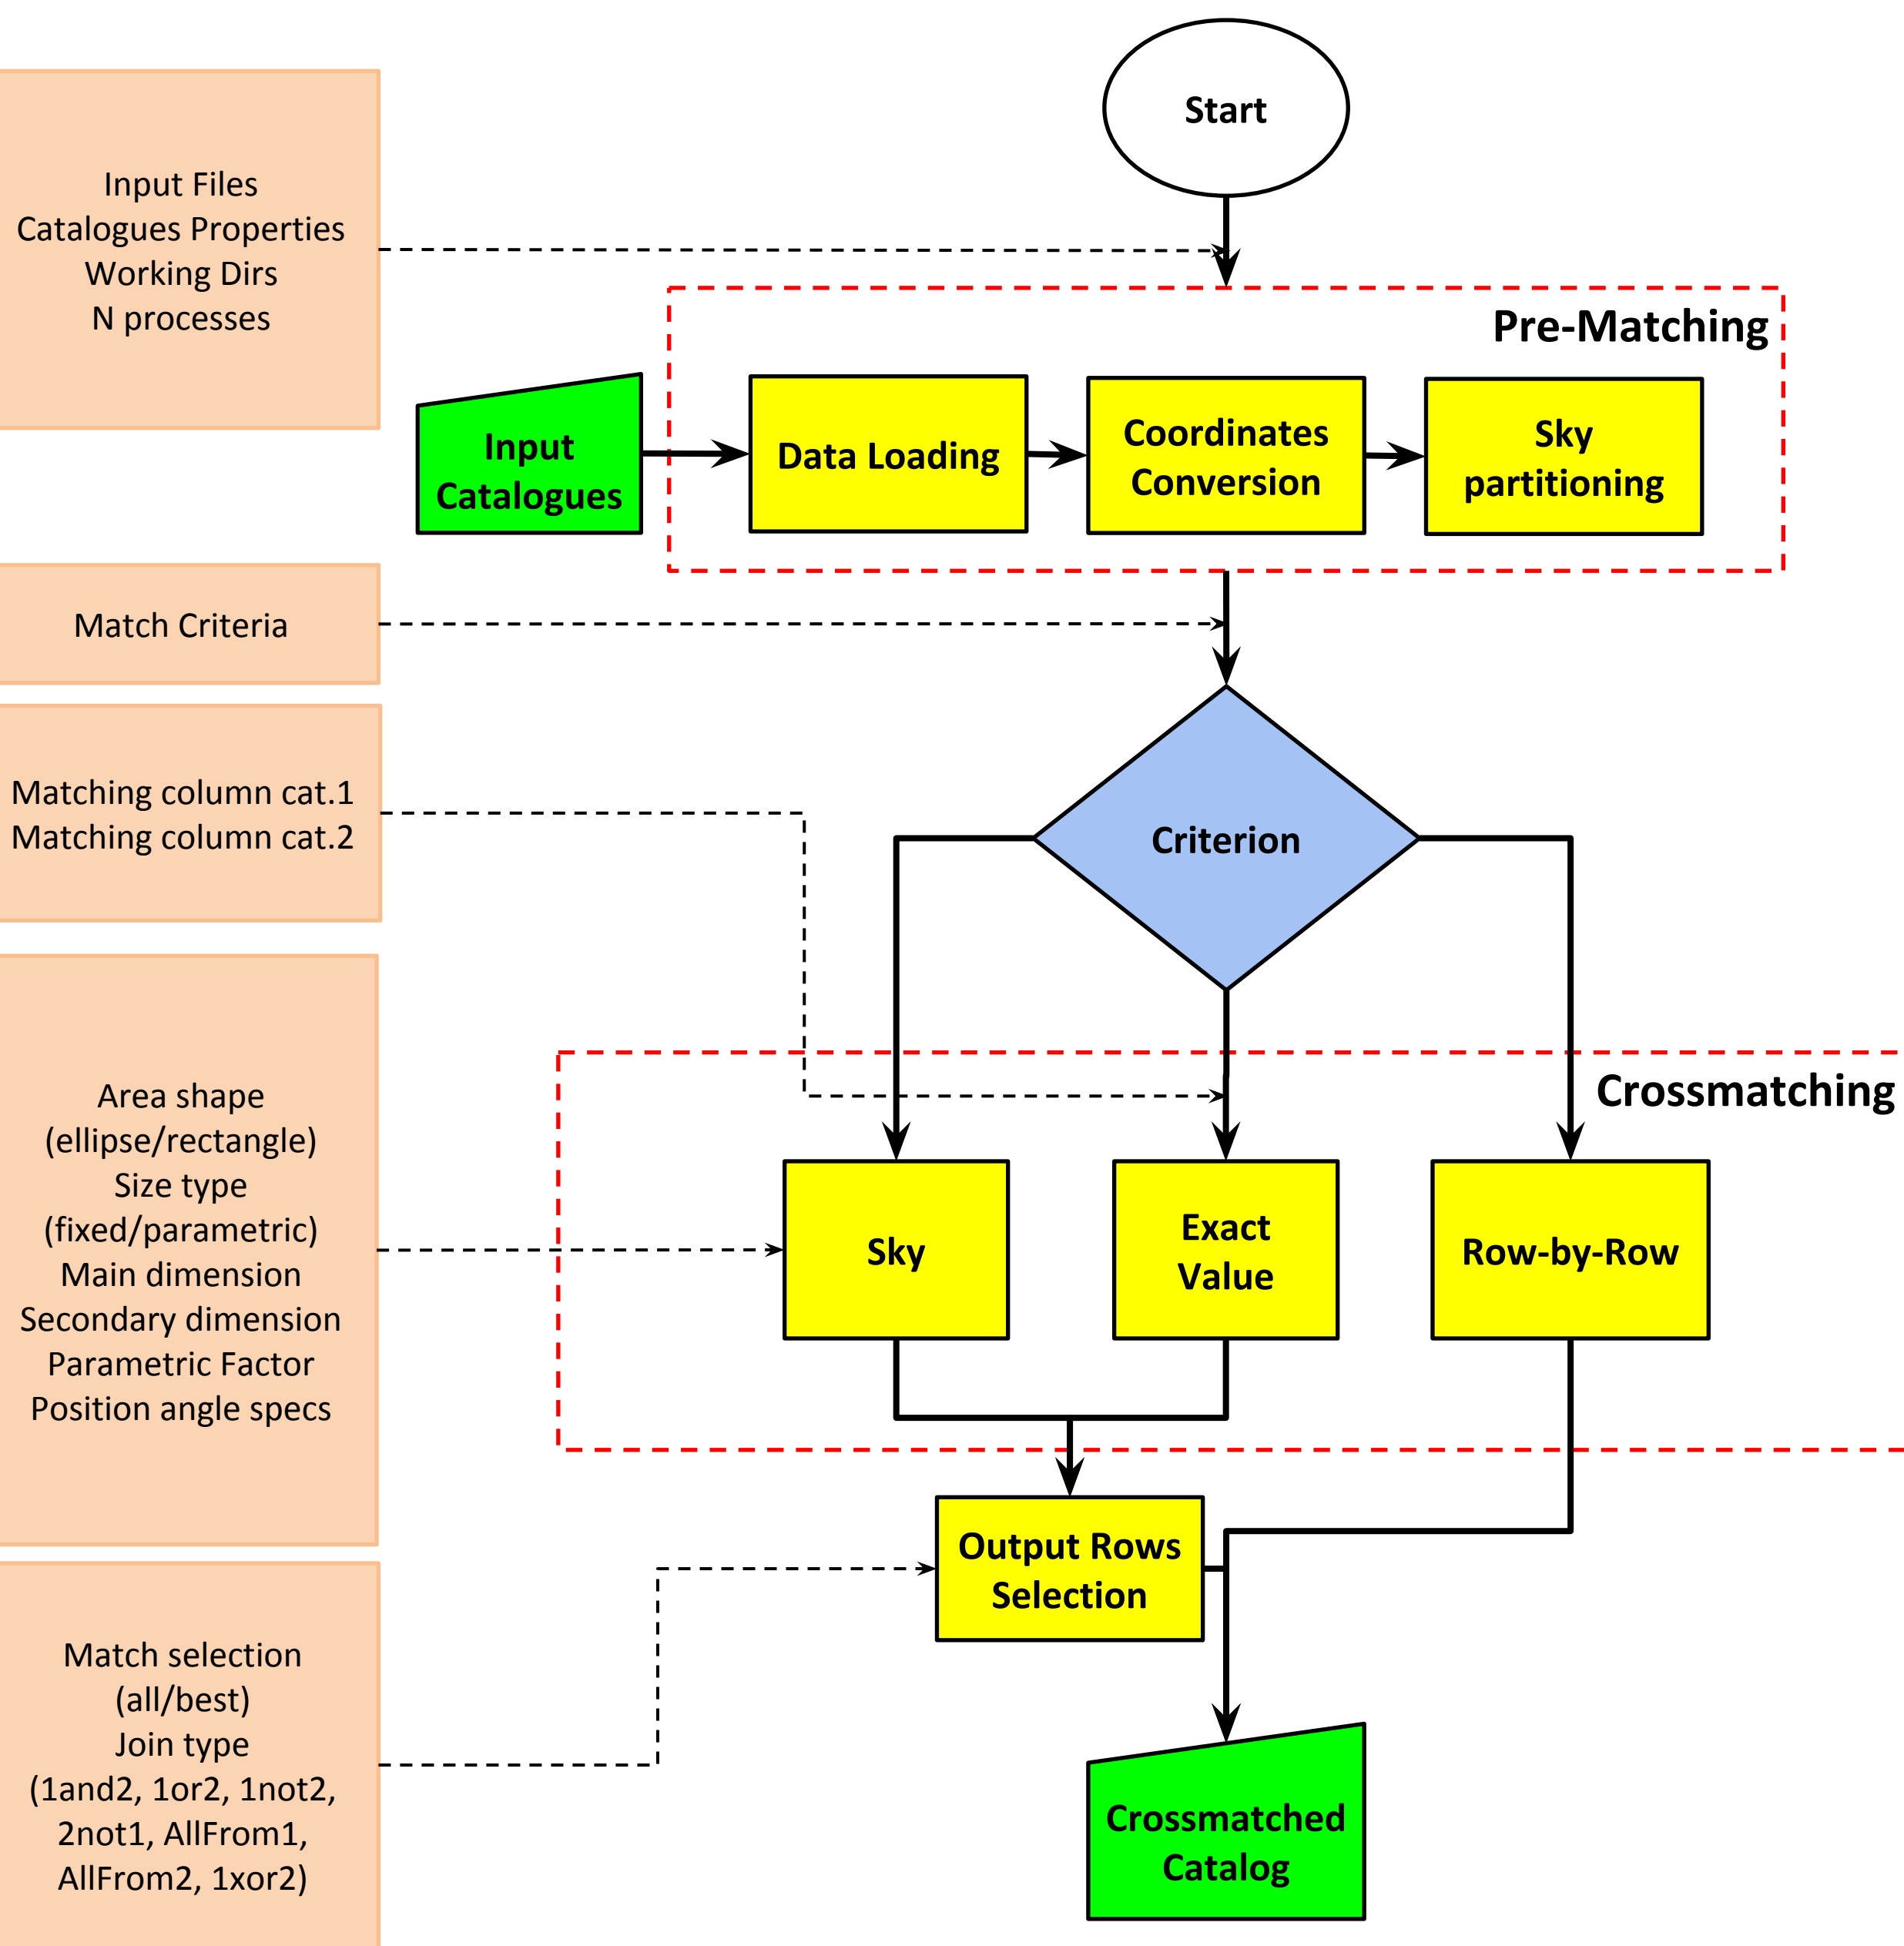 Start
Input Files
Catalogues Properties
Working Dirs
N processes
Pre-Matching
Input
Catalogues
Data Loading
Coordinates
Conversion
Sky
partitioning
Match Criteria
Matching column cat.1
Matching column cat.2
Criterion
Crossmatching
Area shape
(ellipse/rectangle)
Size type
(fixed/parametric)
Main dimension
Secondary dimension
Parametric Factor
Position angle specs
Sky
Exact
Value
Row-by-Row
Output Rows
Selection
Match selection
(all/best)
Join type
(1and2, 1or2, 1not2,
2not1, AllFrom1,
AllFrom2, 1xor2)
Crossmatched
Catalog